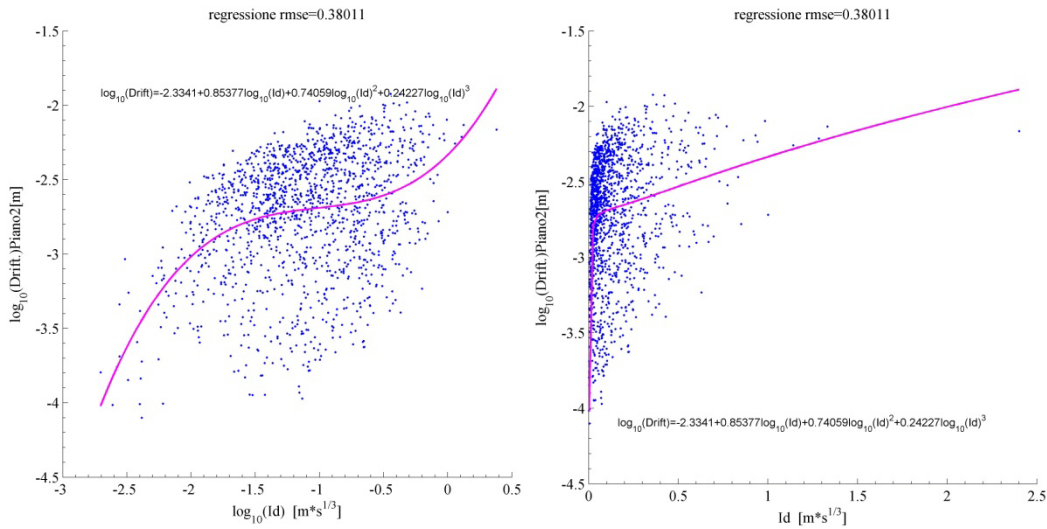 regressione rmse=0.38011
-1.5
-2
-2.5
-3
-3.5
-4
-4.5
log₁₀(Drift.)Piano2[m]
log₁₀(Drift)=-2.3341+0.85377log₁₀(Id)+0.74059log₁₀(Id)²+0.24227log₁₀(Id)³
-3 -2.5 -2 -1.5 -1 -0.5 0 0.5
log₁₀(Id) [m*s^1/3]
regressione rmse=0.38011
-1.5
-2
-2.5
-3
-3.5
-4
-4.5
log₁₀(Drift.)Piano2[m]
log₁₀(Drift)=-2.3341+0.85377log₁₀(Id)+0.74059log₁₀(Id)²+0.24227log₁₀(Id)³
0 0.5 1 1.5 2 2.5
Id [m*s^1/3]